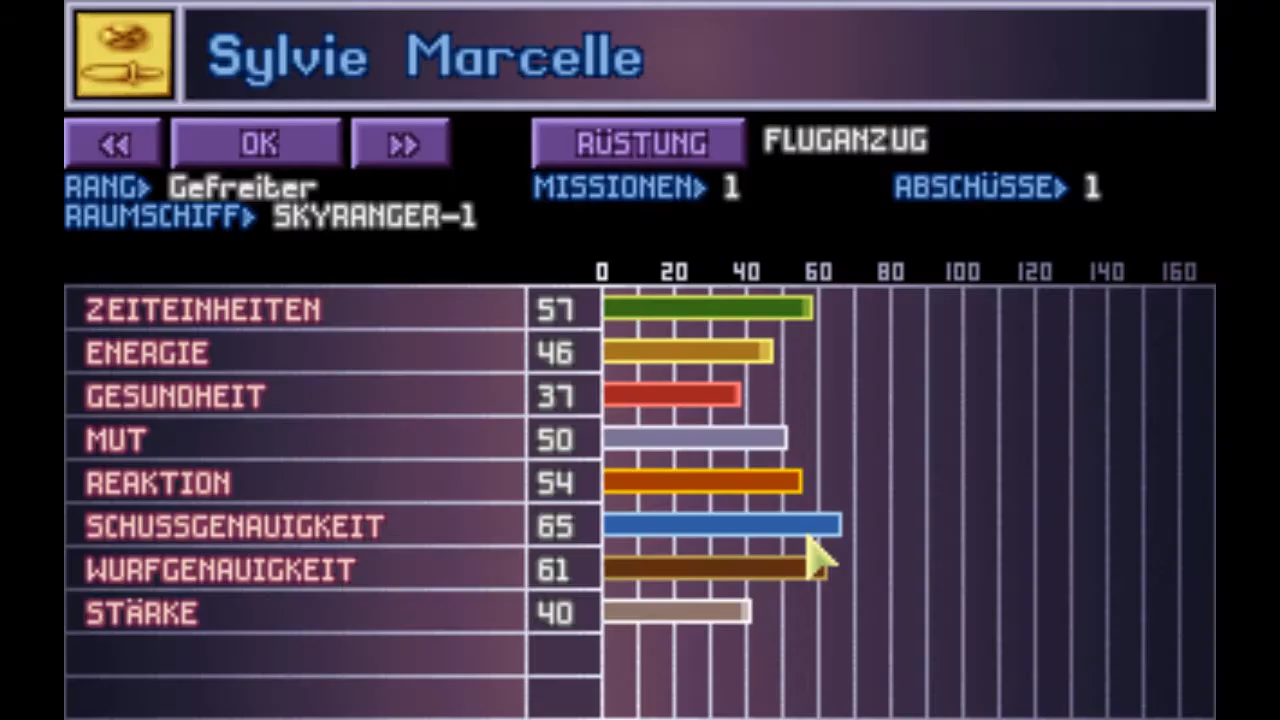 Sylvie Marcelle
OK RÜSTUNG FLUGANZUG
RANG> Gefreiter MISSIONEN> 1 ABSCHÜSSE> 1
RAUMSCHIFF> SKYRANGER-1
0 20 40 60 80 100 120 140 160
ZEITEINHEITEN 57
ENERGIE 46
GESUNDHEIT 37
MUT 50
REAKTION 54
SCHUSSGENAUIGKEIT 65
WURFGENAUIGKEIT 61
STÄRKE 40